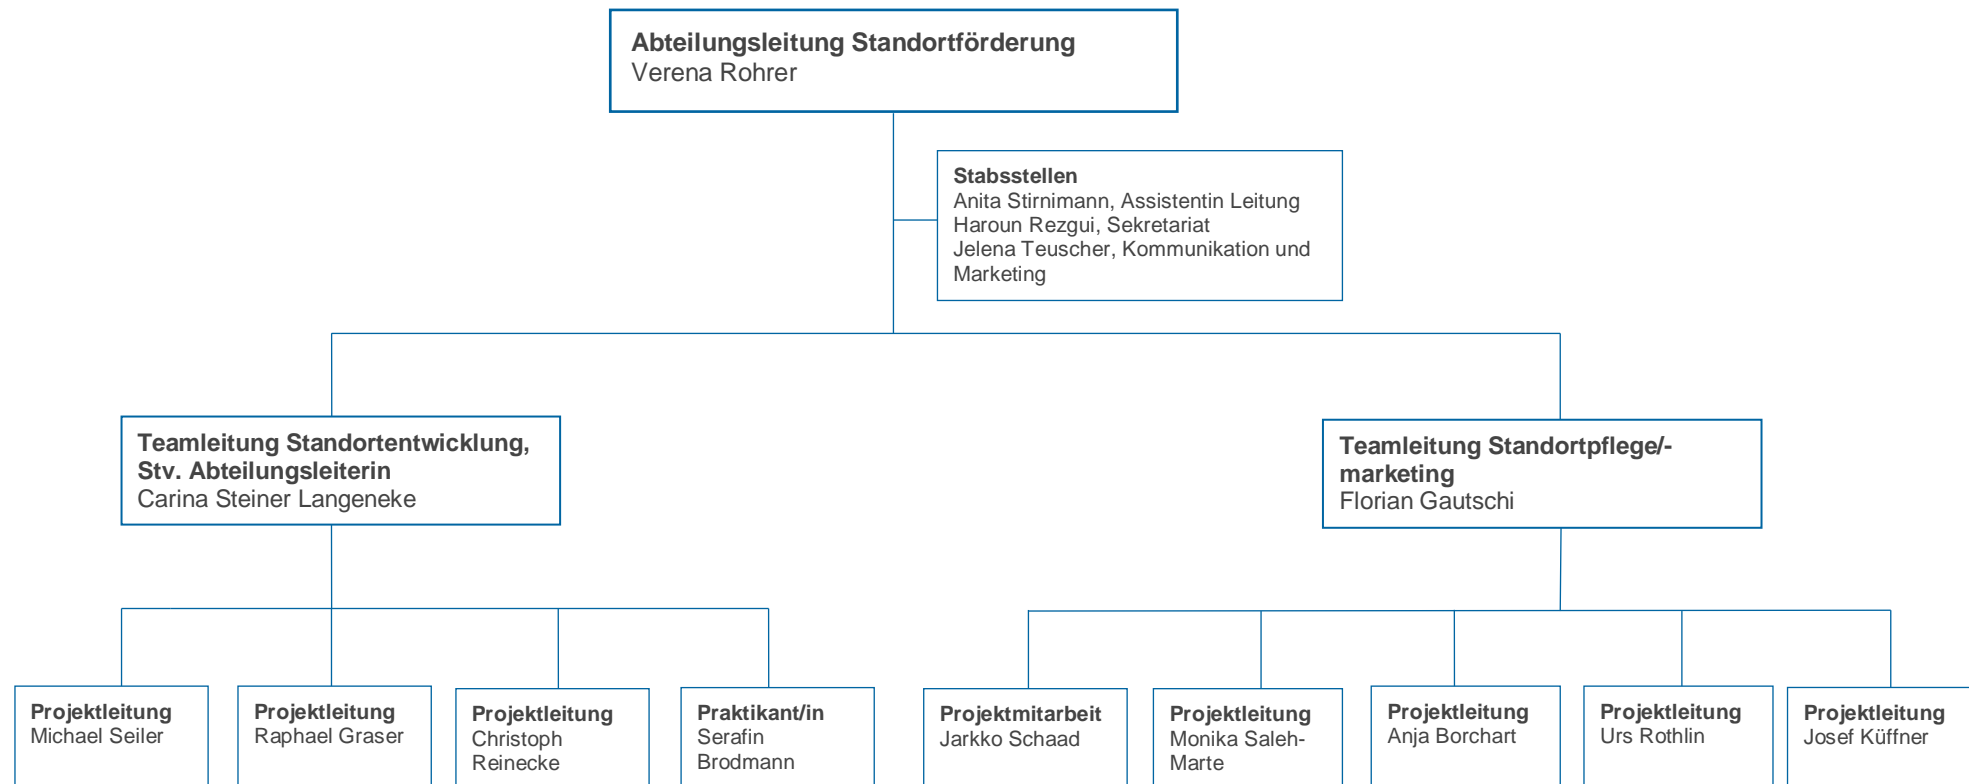 Abteilungsleitung Standortförderung
Verena Rohrer
Stabsstellen
Anita Stirnimann, Assistentin Leitung
Haroun Rezgui, Sekretariat
Jelena Teuscher, Kommunikation und
Marketing
Teamleitung Standortentwicklung,
Stv. Abteilungsleiterin
Carina Steiner Langeneke
Teamleitung Standortpflege/-
marketing
Florian Gautschi
Projektleitung
Michael Seiler
Projektleitung
Raphael Graser
Projektleitung
Christoph
Reinecke
Praktikant/in
Serafin
Brodmann
Projektmitarbeit
Jarkko Schaad
Projektleitung
Monika Saleh-
Marte
Projektleitung
Anja Borchart
Projektleitung
Urs Rothlin
Projektleitung
Josef Küffner